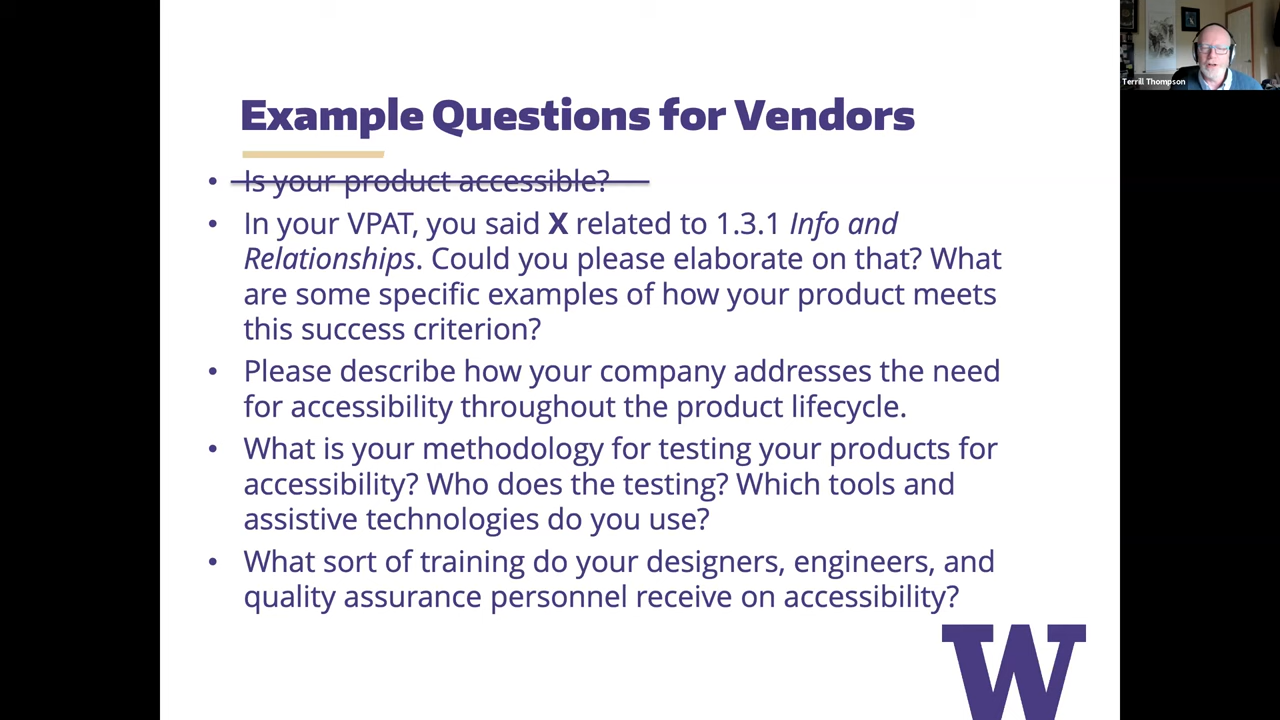 Terrill Thompson
Example Questions for Vendors
• Is your product accessible?
• In your VPAT, you said X related to 1.3.1 Info and
Relationships. Could you please elaborate on that? What
are some specific examples of how your product meets
this success criterion?
• Please describe how your company addresses the need
for accessibility throughout the product lifecycle.
• What is your methodology for testing your products for
accessibility? Who does the testing? Which tools and
assistive technologies do you use?
• What sort of training do your designers, engineers, and
quality assurance personnel receive on accessibility?
W